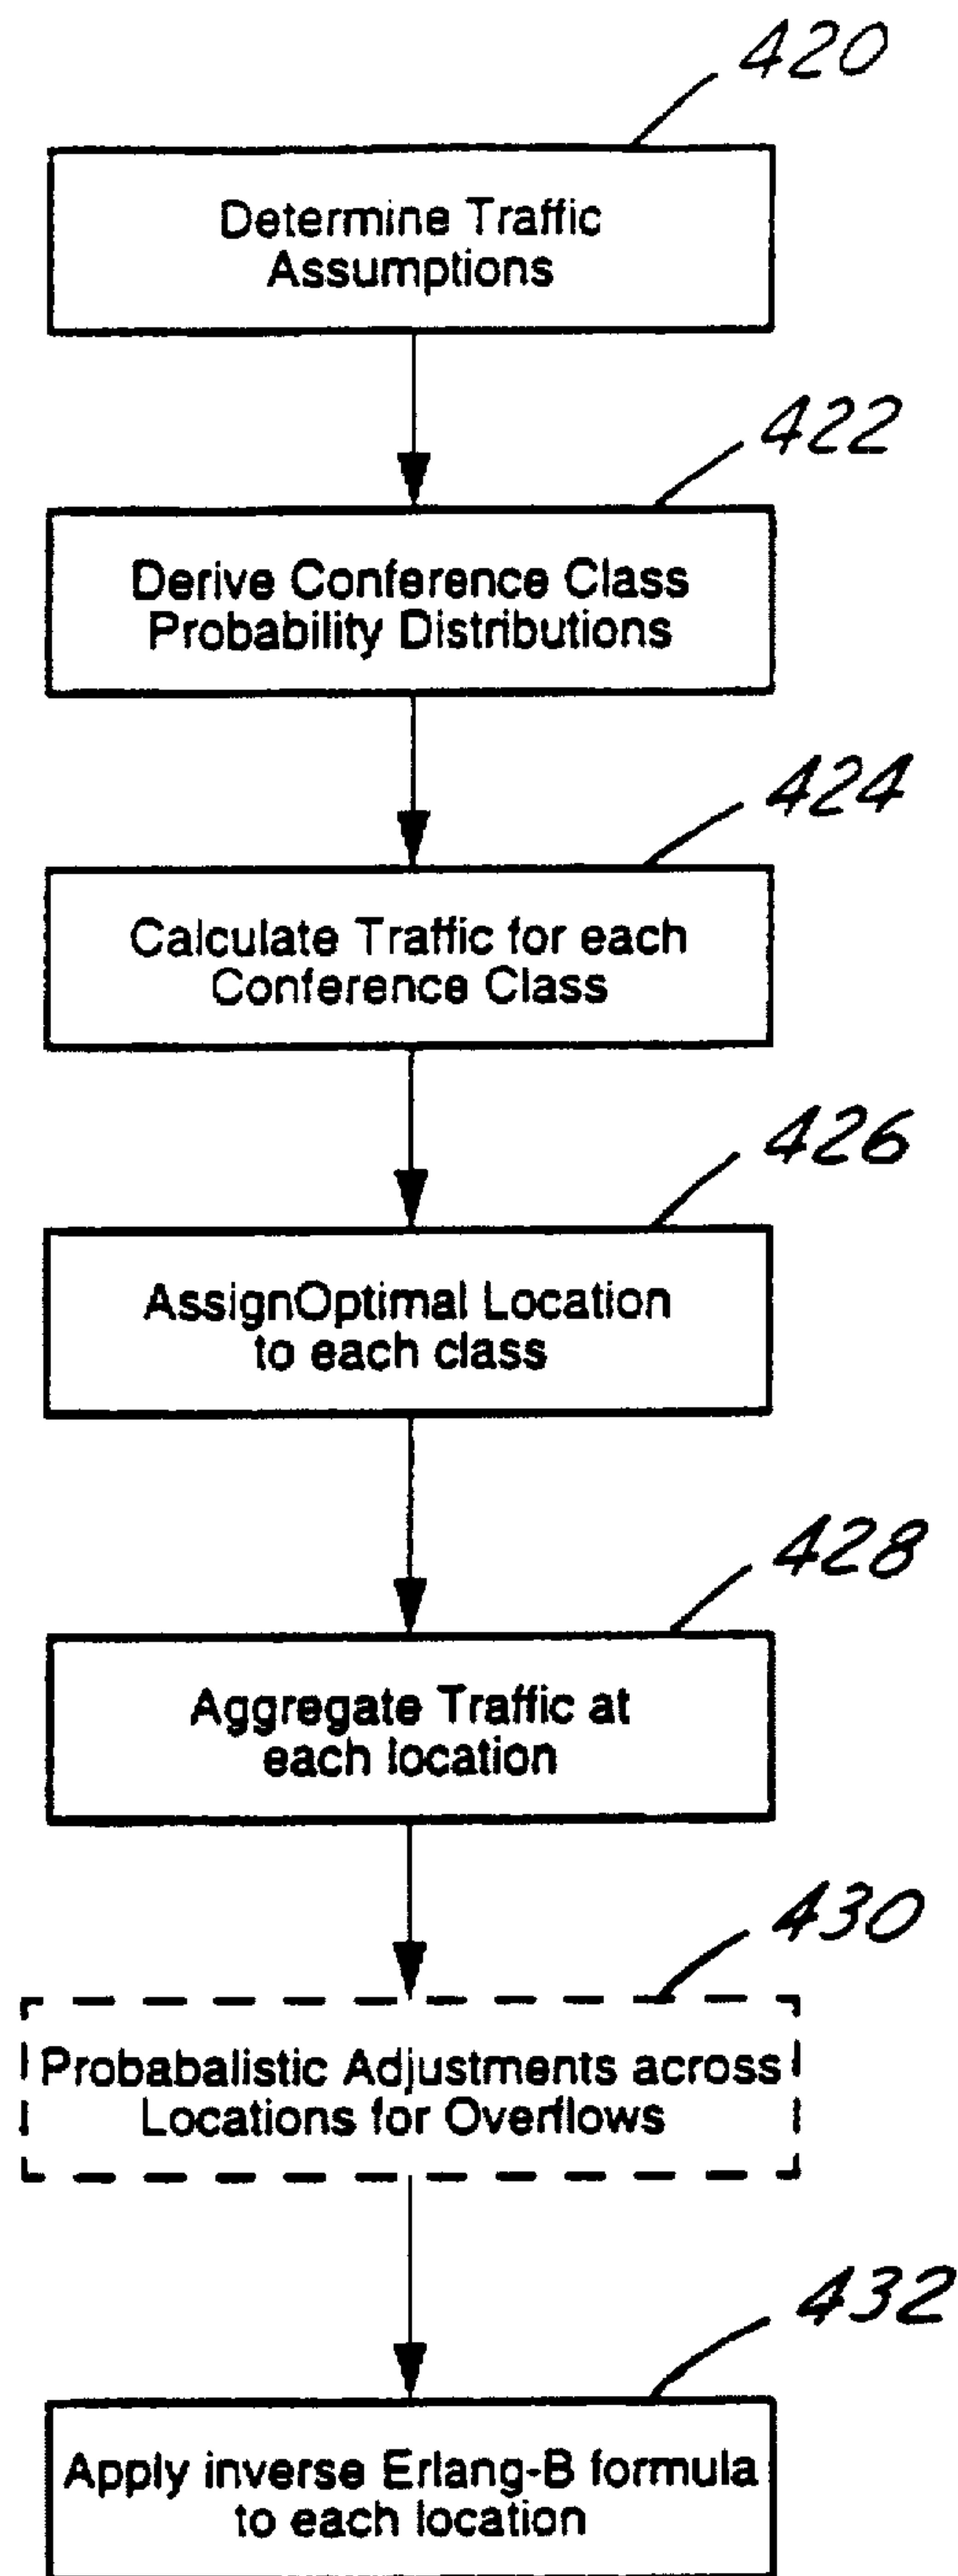 420
Determine Traffic
Assumptions
422
Derive Conference Class
Probability Distributions
424
Calculate Traffic for each
Conference Class
426
AssignOptimal Location
to each class
428
Aggregate Traffic at
each location
430
Probabalistic Adjustments across
Locations for Overflows
432
Apply inverse Erlang-B formula
to each location